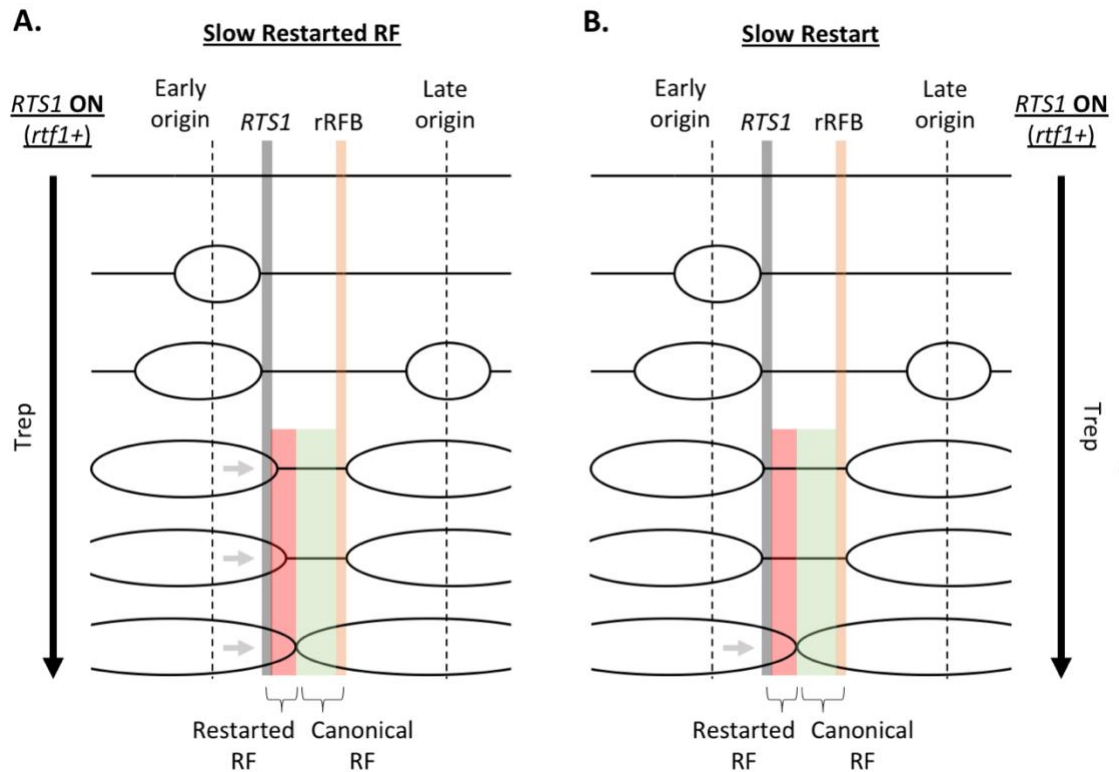 A.
Slow Restarted RF
RTS1 ON
(rtf1+)
Early
origin
RTS1
rRFB
Late
origin
Trep
Restarted
RF
Canonical
RF
B.
Slow Restart
Early
origin
RTS1
rRFB
Late
origin
RTS1 ON
(rtf1+)
Trep
Restarted
RF
Canonical
RF